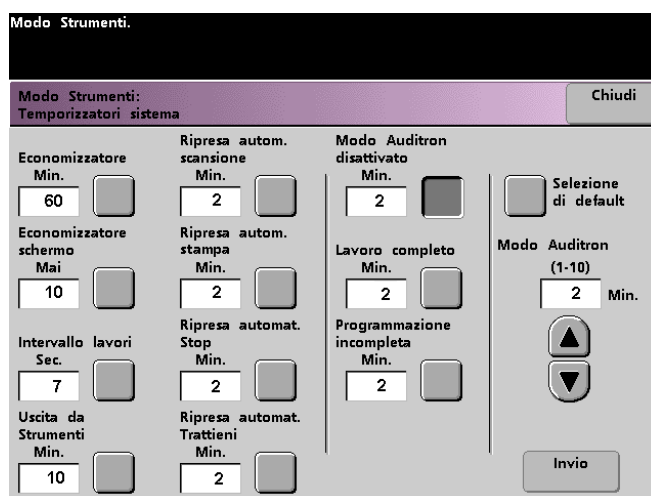 Modo Strumenti.
Modo Strumenti:
Temporizzatori sistema
Chiudi
Economizzatore
Min.
60
Economizzatore
schermo
Mai
10
Intervallo lavori
Sec.
7
Uscita da
Strumenti
Min.
10
Ripresa autom.
scansione
Min.
2
Ripresa autom.
stampa
Min.
2
Ripresa automat.
Stop
Min.
2
Ripresa automat.
Trattieni
Min.
2
Modo Auditron
disattivato
Min.
2
Lavoro completo
Min.
2
Programmazione
incompleta
Min.
2
Selezione
di default
Modo Auditron
(1-10)
2 Min.
Invio